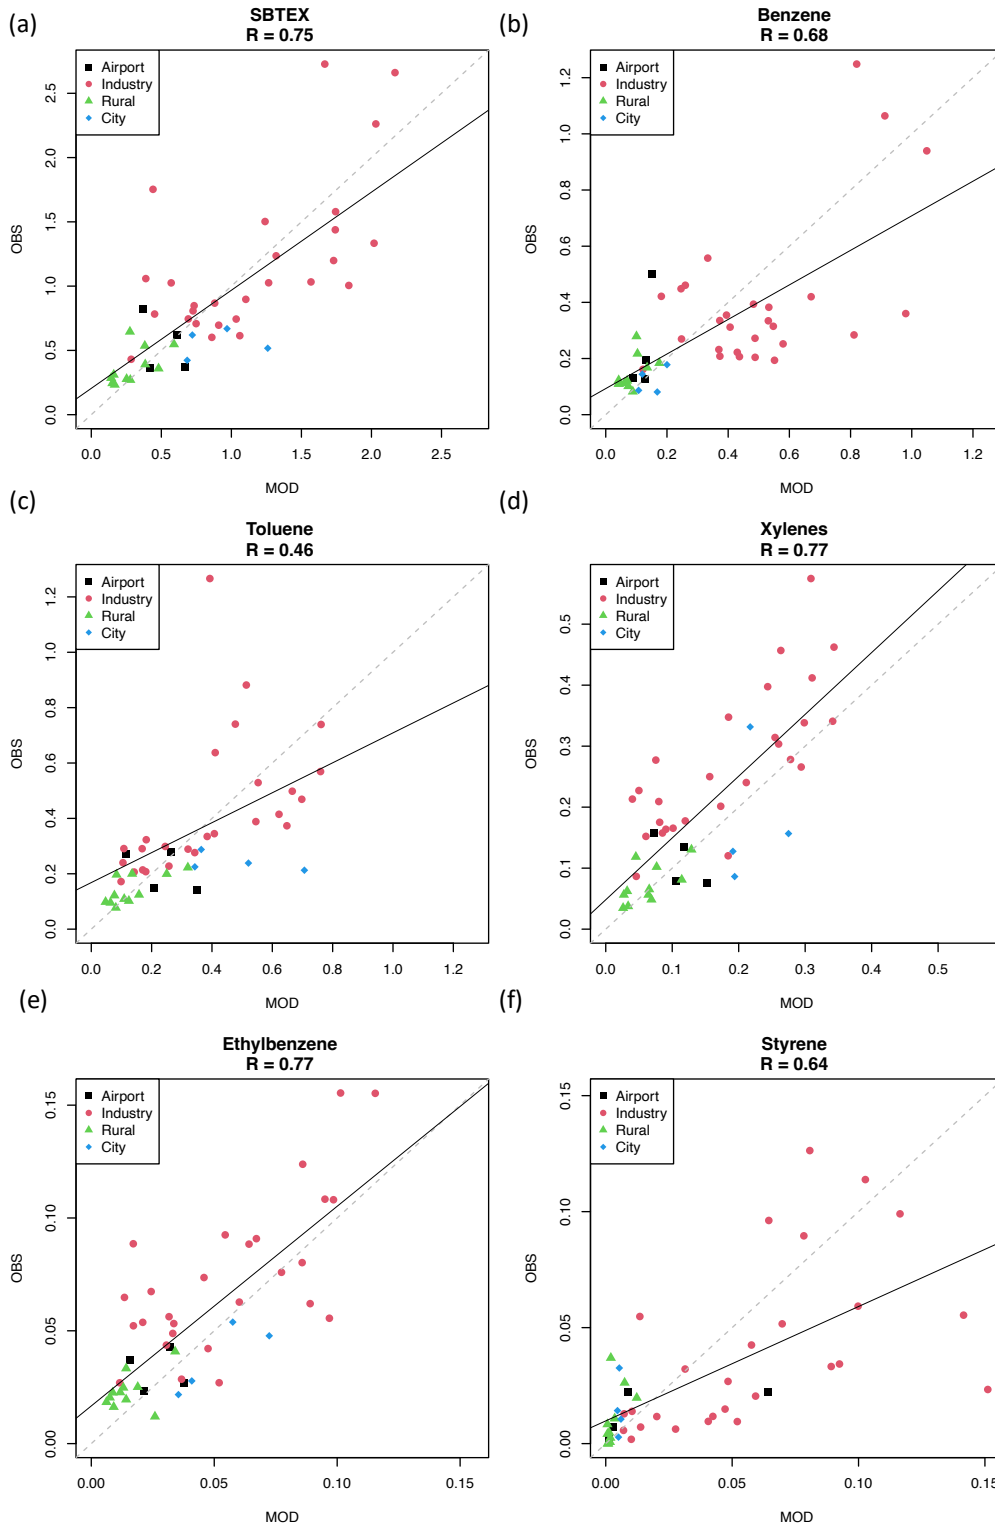 (a)
SBTEX
R = 0.75
Airport
Industry
Rural
City
0.0 0.5 1.0 1.5 2.0 2.5
OBS
0.0 0.5 1.0 1.5 2.0 2.5
MOD
(b)
Benzene
R = 0.68
Airport
Industry
Rural
City
0.0 0.2 0.4 0.6 0.8 1.0 1.2
OBS
0.0 0.2 0.4 0.6 0.8 1.0 1.2
MOD
(c)
Toluene
R = 0.46
Airport
Industry
Rural
City
0.0 0.2 0.4 0.6 0.8 1.0 1.2
OBS
0.0 0.2 0.4 0.6 0.8 1.0 1.2
MOD
(d)
Xylenes
R = 0.77
Airport
Industry
Rural
City
0.0 0.1 0.2 0.3 0.4 0.5
OBS
0.0 0.1 0.2 0.3 0.4 0.5
MOD
(e)
Ethylbenzene
R = 0.77
Airport
Industry
Rural
City
0.00 0.05 0.10 0.15
OBS
0.00 0.05 0.10 0.15
MOD
(f)
Styrene
R = 0.64
Airport
Industry
Rural
City
0.00 0.05 0.10 0.15
OBS
0.00 0.05 0.10 0.15
MOD